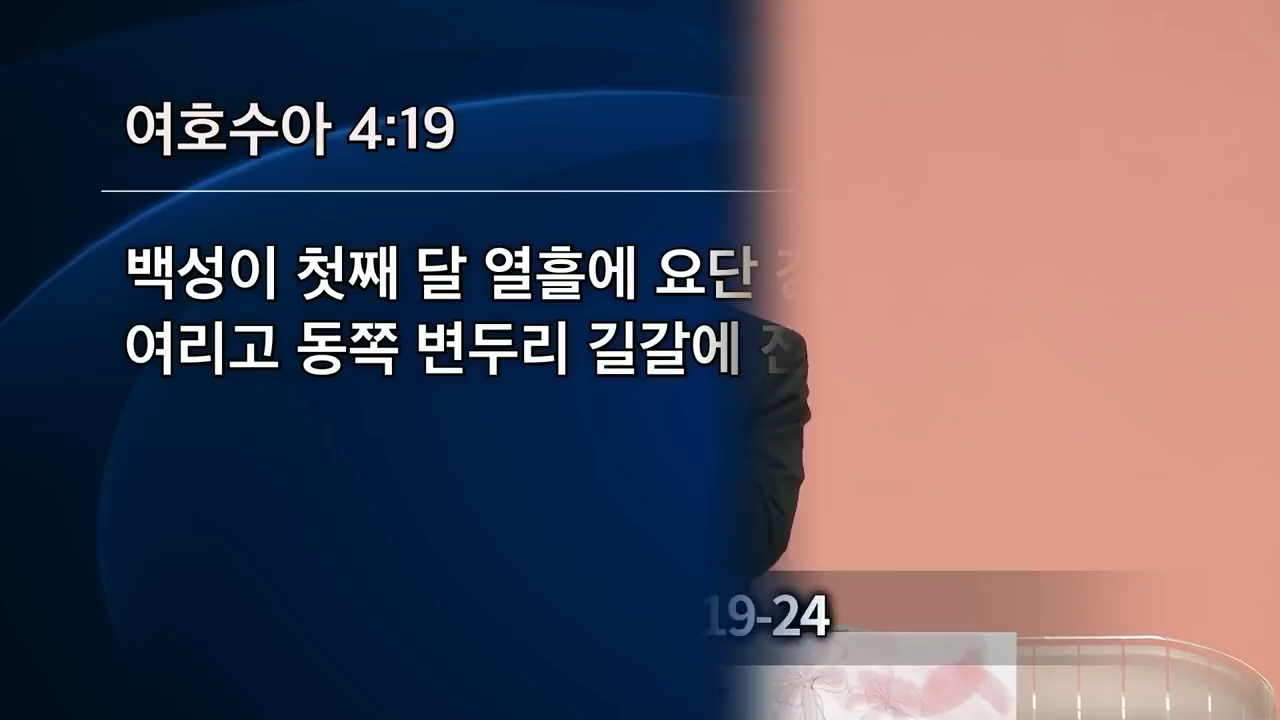 여호수아 4:19
백성이 첫째 달 열흘에 요단
여리고 동쪽 변두리 길갈에
19-24